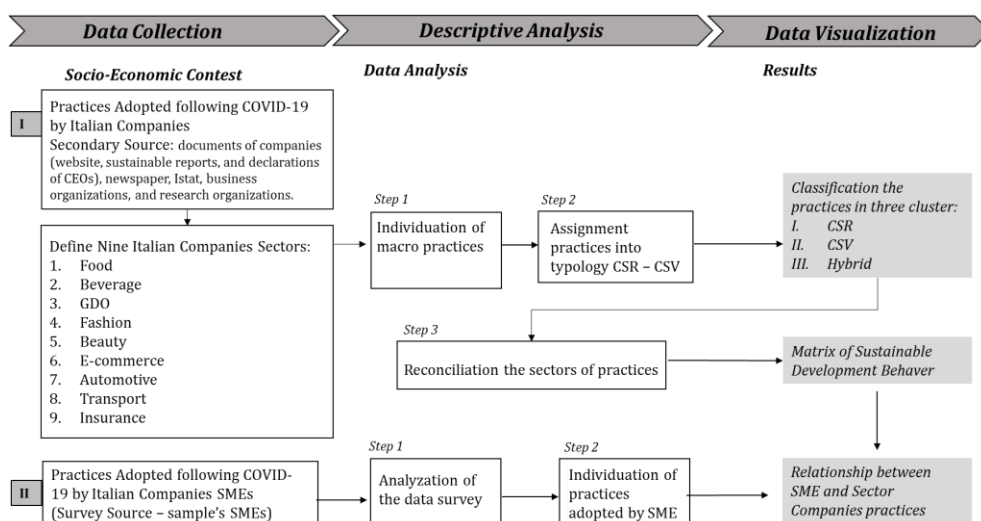 Data Collection
Descriptive Analysis
Data Visualization
Socio-Economic Contest
Data Analysis
Results
I
Practices Adopted following COVID-19
by Italian Companies
Secondary Source: documents of companies
(website, sustainable reports, and declarations
of CEOs), newspaper, Istat, business
organizations, and research organizations.
Define Nine Italian Companies Sectors:
1. Food
2. Beverage
3. GDO
4. Fashion
5. Beauty
6. E-commerce
7. Automotive
8. Transport
9. Insurance
Step 1
Individuation of
macro practices
Step 2
Assignment
practices into
typology CSR – CSV
Classification the
practices in three cluster:
I. CSR
II. CSV
III. Hybrid
Step 3
Reconciliation the sectors of practices
Matrix of Sustainable
Development Behaver
II
Practices Adopted following COVID-
19 by Italian Companies SMEs
(Survey Source – sample's SMEs)
Step 1
Analyzation of
the data survey
Step 2
Individuation of
practices
adopted by SME
Relationship between
SME and Sector
Companies practices